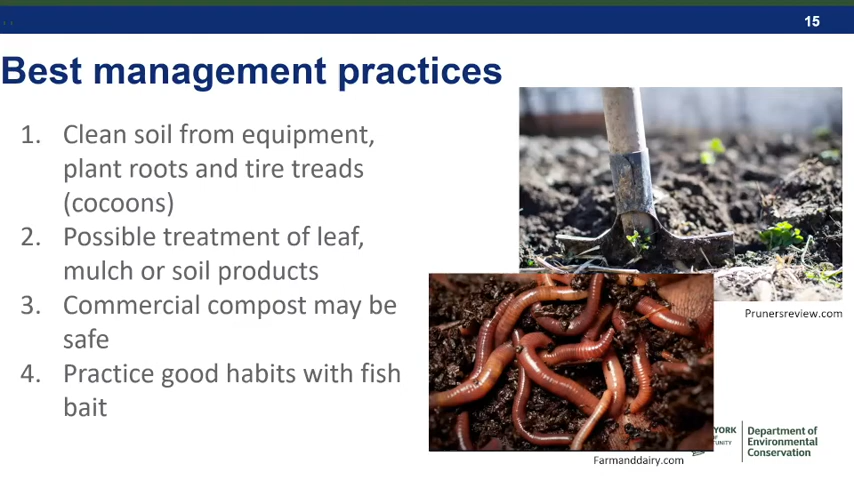 15
Best management practices
1. Clean soil from equipment,
plant roots and tire treads
(cocoons)
2. Possible treatment of leaf,
mulch or soil products
3. Commercial compost may be
safe
4. Practice good habits with fish
bait
Prunersreview.com
YORK
Department of
Environmental
Conservation
Farmanddairy.com